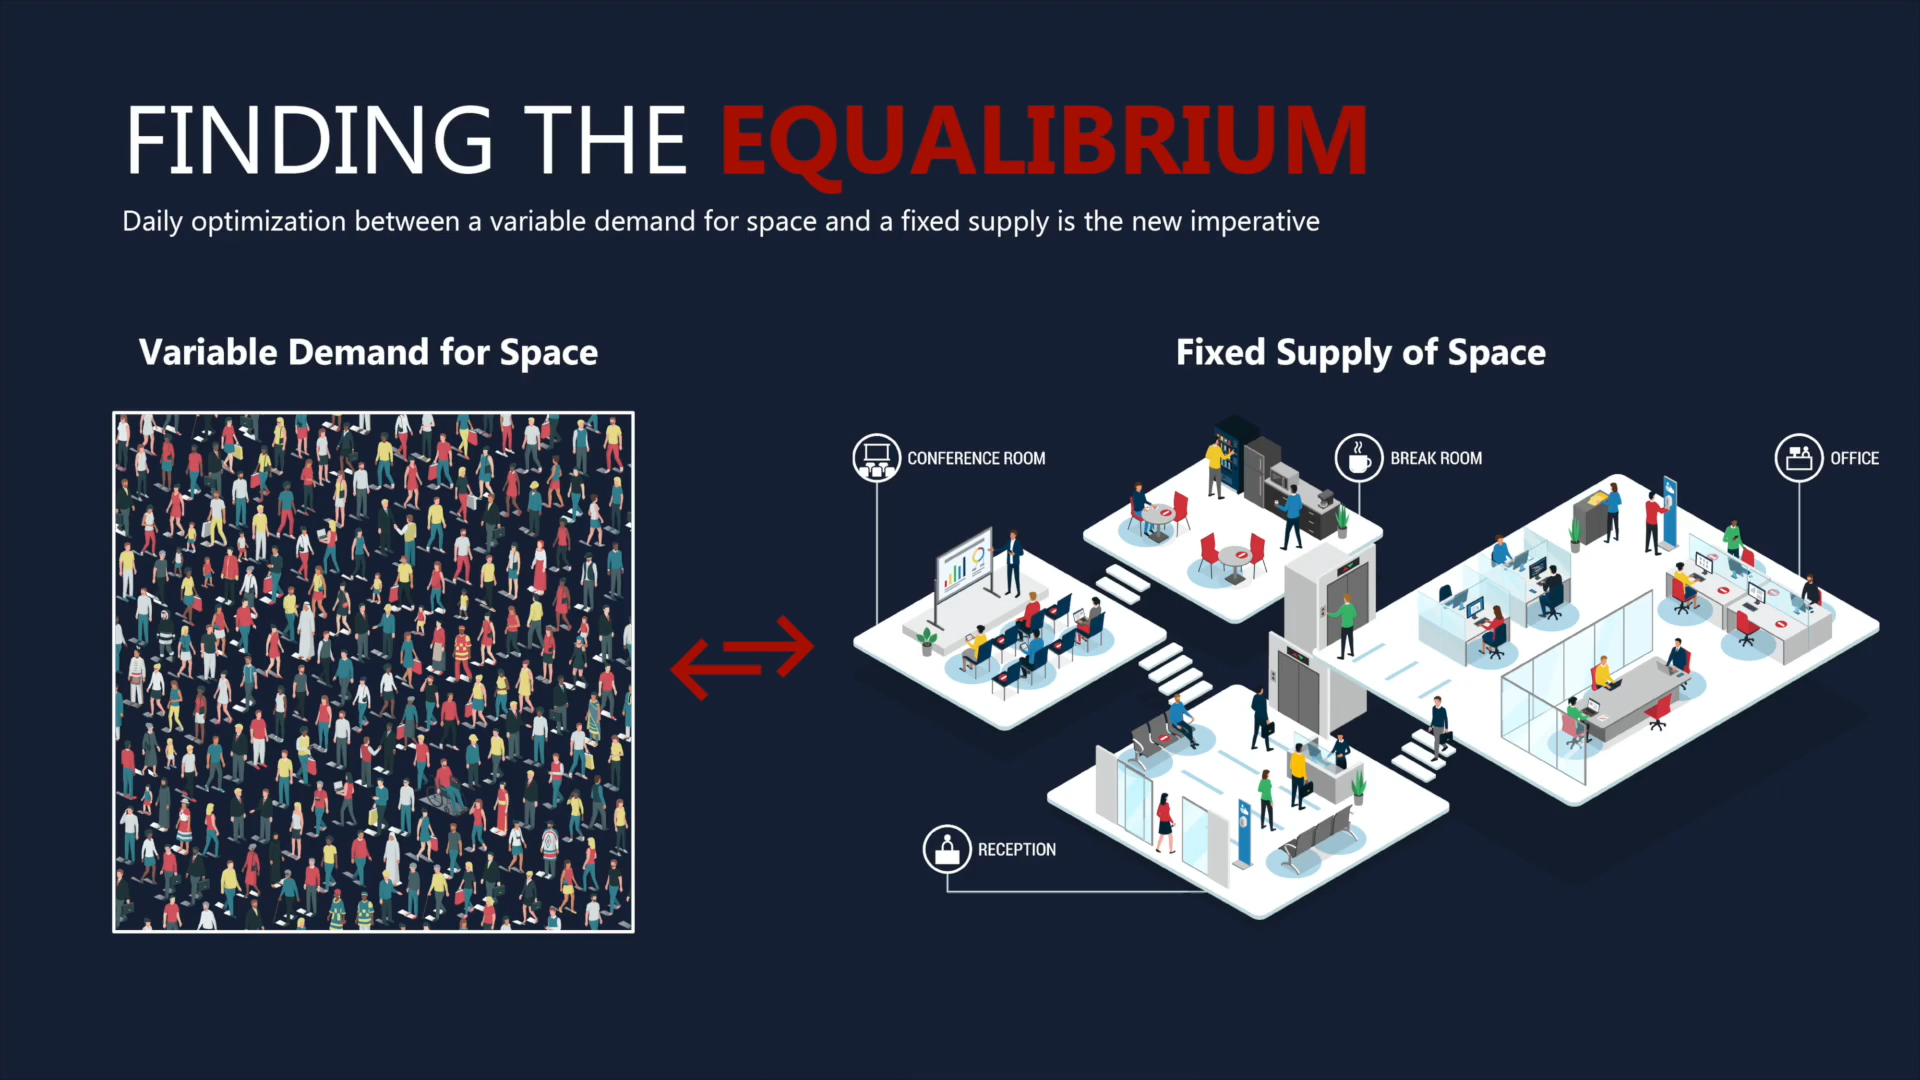 FINDING THE EQUALIBRIUM
Daily optimization between a variable demand for space and a fixed supply is the new imperative
Variable Demand for Space
Fixed Supply of Space
CONFERENCE ROOM
BREAK ROOM
OFFICE
RECEPTION